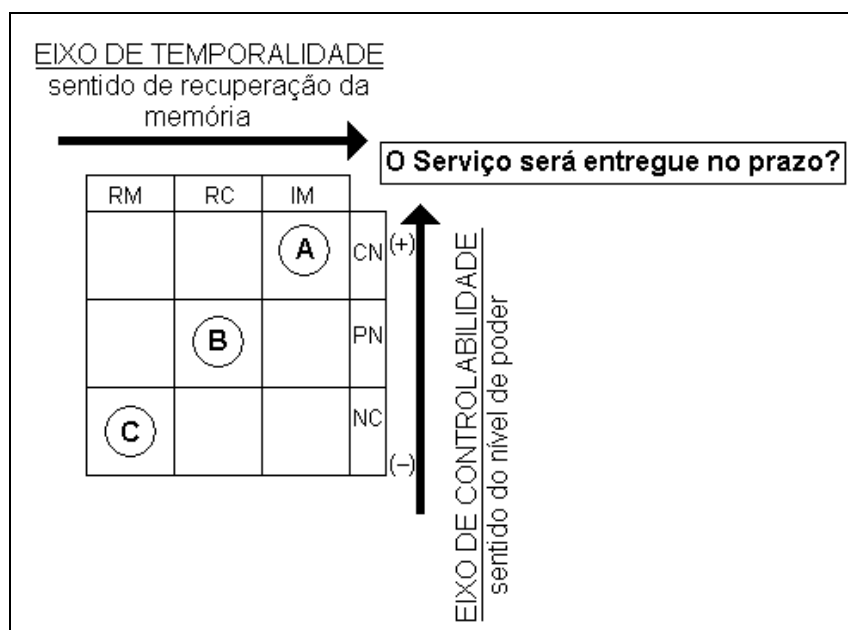 EIXO DE TEMPORALIDADE
sentido de recuperação da
memória
O Serviço será entregue no prazo?
RM RC IM
A CN (+)
B PN
C NC
(–)
EIXO DE CONTROLABILIDADE
sentido do nível de poder